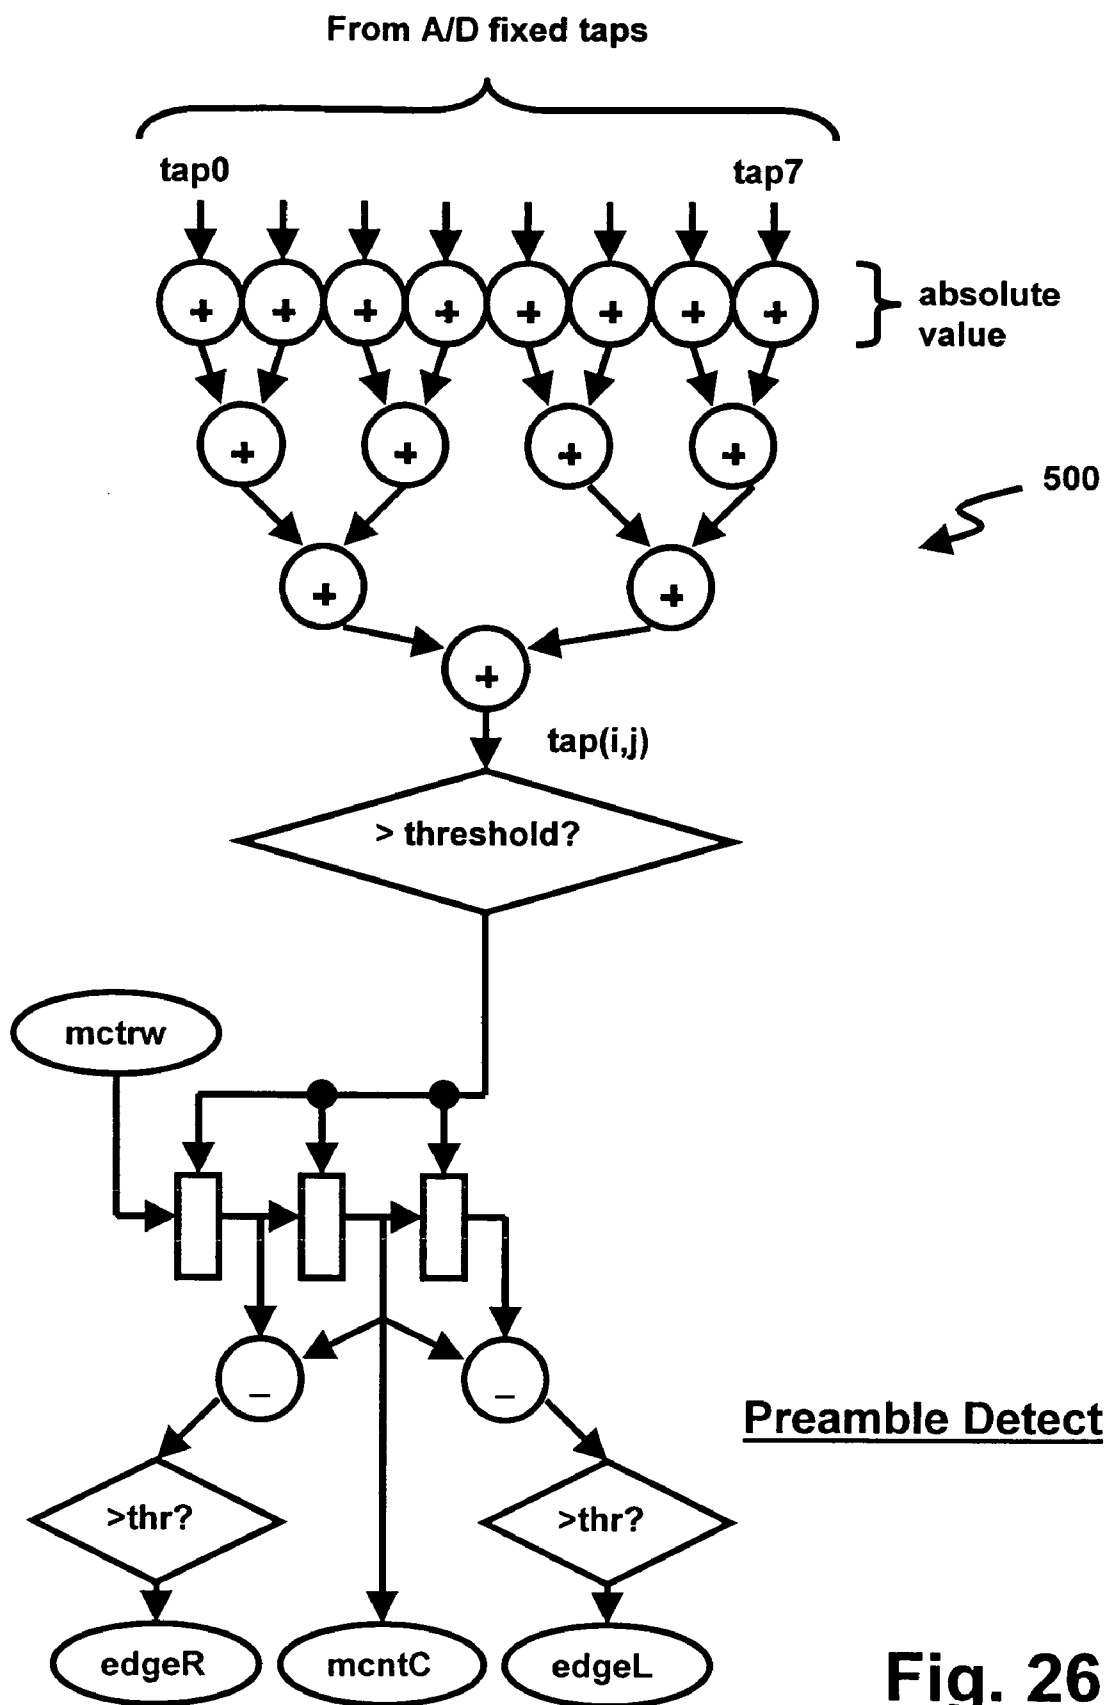 From A/D fixed taps
tap0
tap7
+ + + + + + + +
absolute
value
+ + + +
500
+ +
+
tap(i,j)
> threshold?
mctrw
– –
Preamble Detect
>thr?
>thr?
edgeR
mcntC
edgeL
Fig. 26